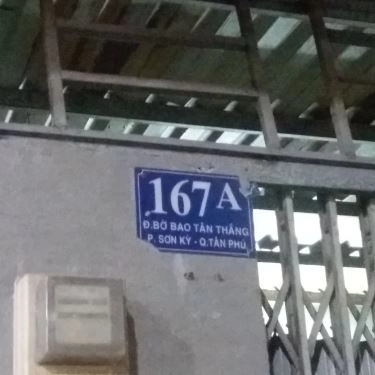 167A
Đ.BỜ BAO TÂN THẮNG
P. SƠN KỲ - Q.TÂN PHÚ